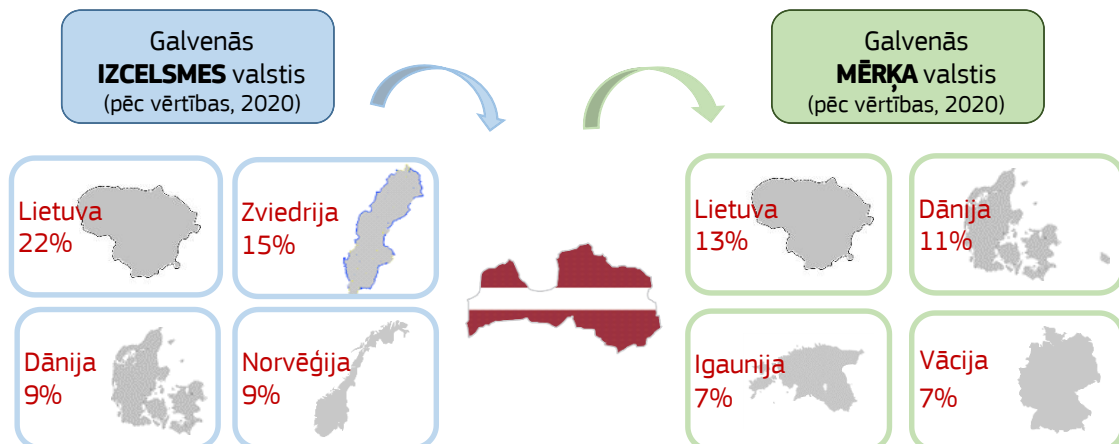 Galvenās
IZCELSMES valstis
(pēc vērtības, 2020)
Galvenās
MĒRĶA valstis
(pēc vērtības, 2020)
Lietuva
22%
Zviedrija
15%
Dānija
9%
Norvēģija
9%
Lietuva
13%
Dānija
11%
Igaunija
7%
Vācija
7%